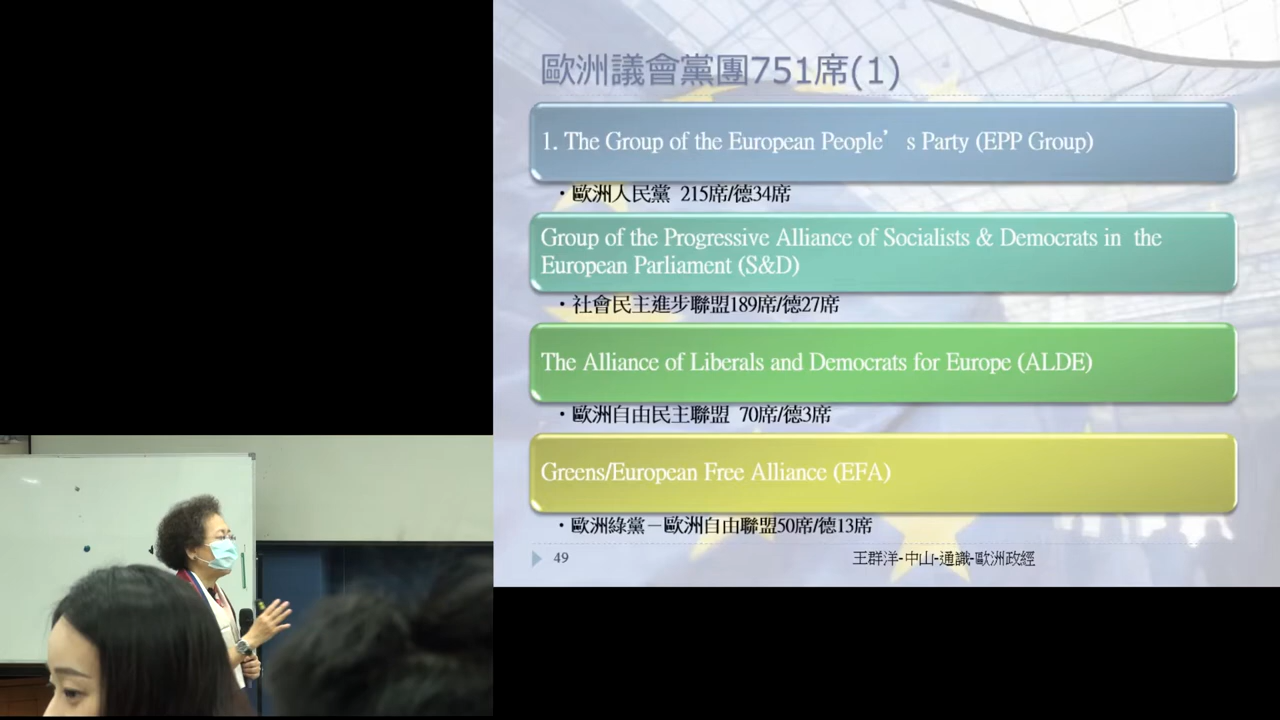 歐洲議會黨團751席(1)
1. The Group of the European People’s Party (EPP Group)
・歐洲人民黨 215席/德34席
Group of the Progressive Alliance of Socialists & Democrats in the
European Parliament (S&D)
・社會民主進步聯盟189席/德27席
The Alliance of Liberals and Democrats for Europe (ALDE)
・歐洲自由民主聯盟 70席/德3席
Greens/European Free Alliance (EFA)
・歐洲綠黨－歐洲自由聯盟50席/德13席
49
王群洋-中山-通識-歐洲政經